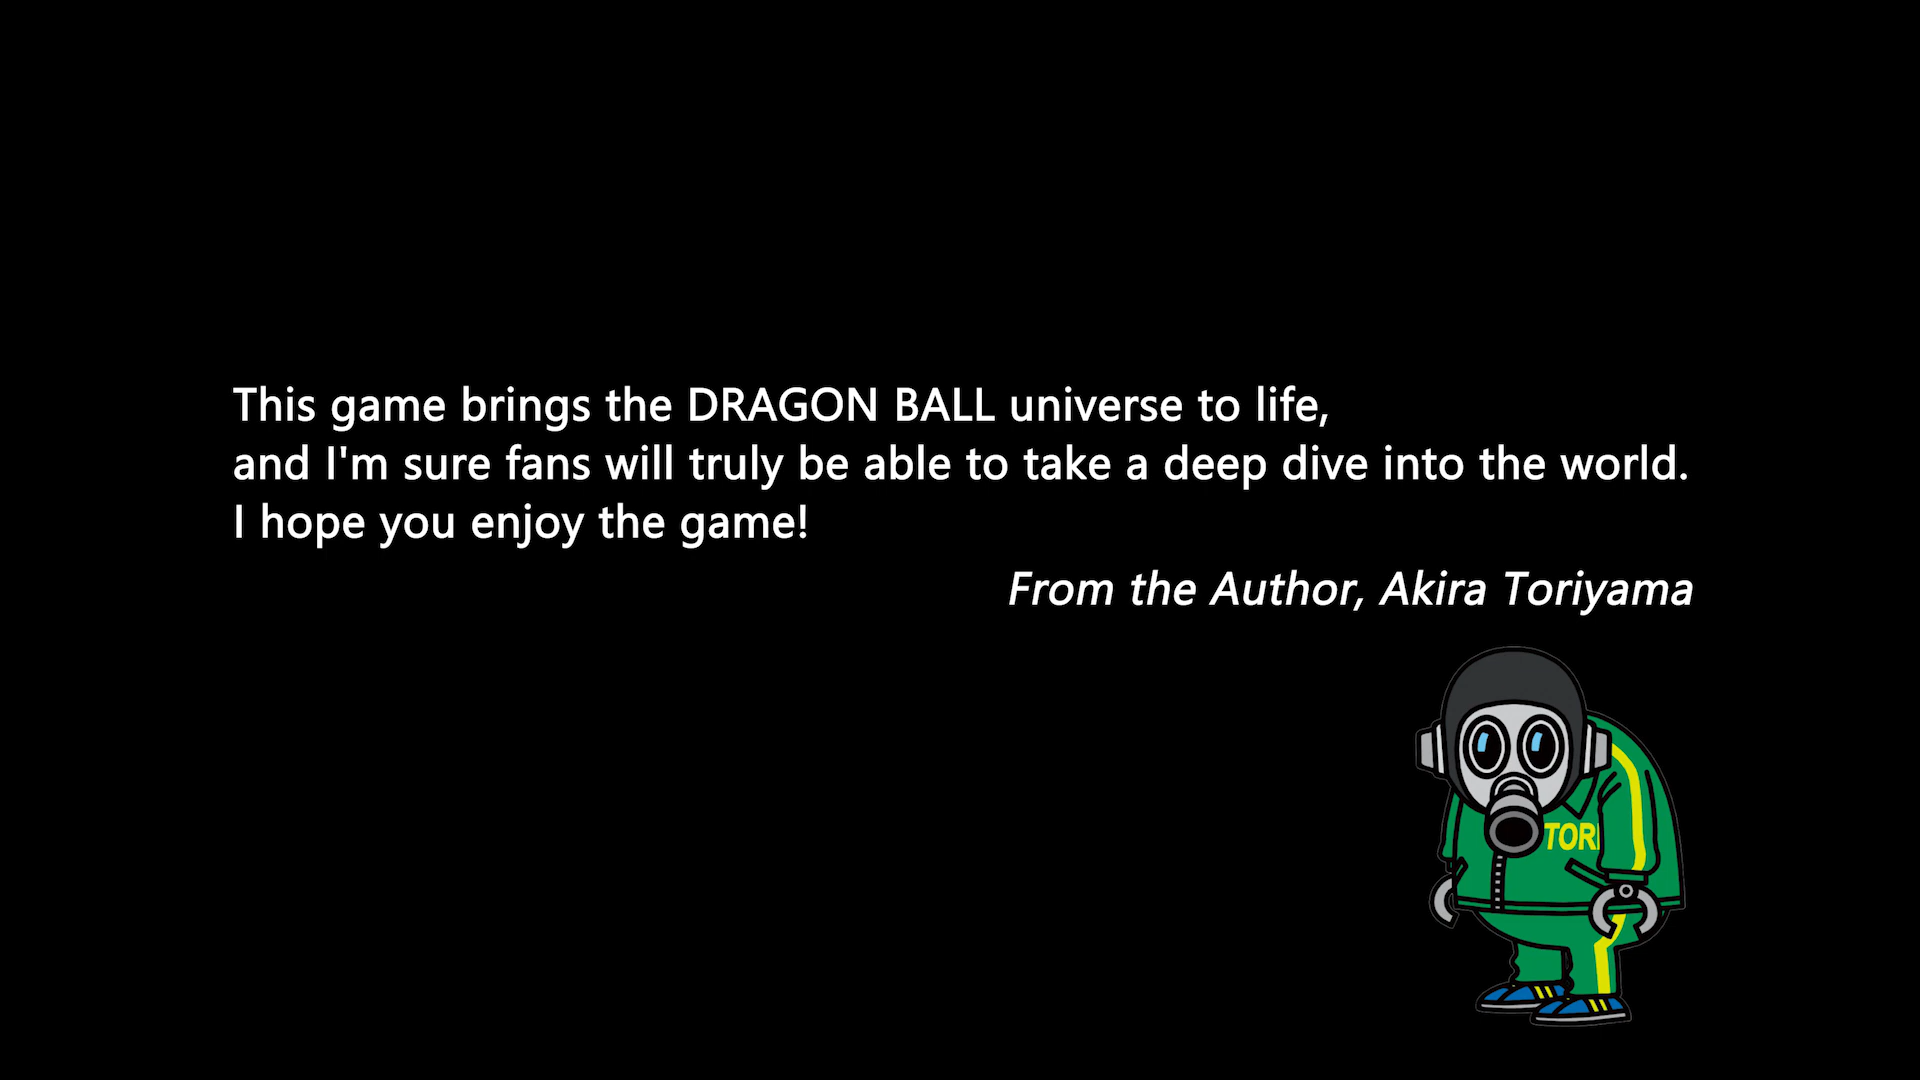 This game brings the DRAGON BALL universe to life,
and I'm sure fans will truly be able to take a deep dive into the world.
I hope you enjoy the game!
From the Author, Akira Toriyama
TORI